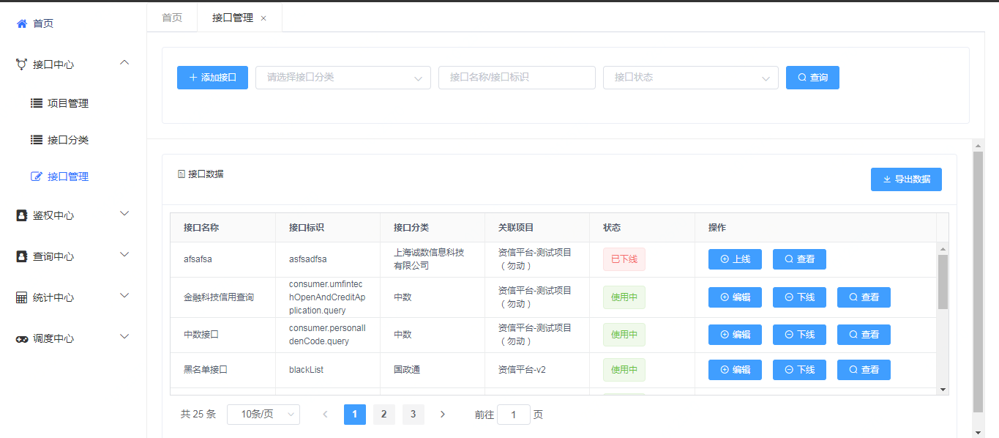 首页
接口中心
项目管理
接口分类
接口管理
鉴权中心
查询中心
统计中心
调度中心
首页 接口管理 ×
+ 添加接口 请选择接口分类 接口名称/接口标识 接口状态 查询
接口数据
导出数据
接口名称 接口标识 接口分类 关联项目 状态 操作
afsafsa asfsadfsa 上海诚数信息科技有限公司 资信平台-测试项目（勿动） 已下线 上线 查看
金融科技信用查询 consumer.umfintechOpenAndCreditApplication.query 中数 资信平台-测试项目（勿动） 使用中 编辑 下线 查看
中数接口 consumer.personalIdenCode.query 中数 资信平台-测试项目（勿动） 使用中 编辑 下线 查看
黑名单接口 blackList 国政通 资信平台-v2 使用中 编辑 下线 查看
共 25 条 10条/页 < 1 2 3 > 前往 1 页